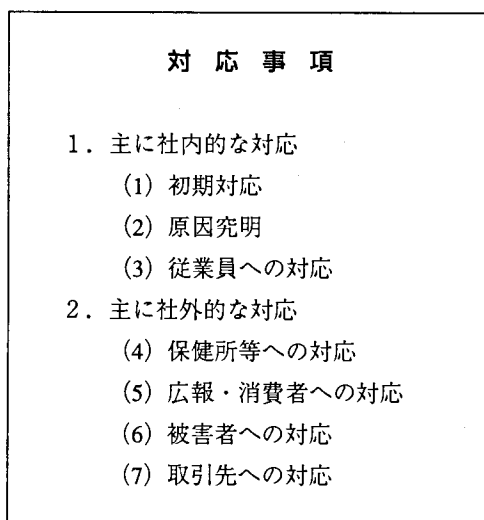 対応事項
1．主に社内的な対応
(1) 初期対応
(2) 原因究明
(3) 従業員への対応
2．主に社外的な対応
(4) 保健所等への対応
(5) 広報・消費者への対応
(6) 被害者への対応
(7) 取引先への対応